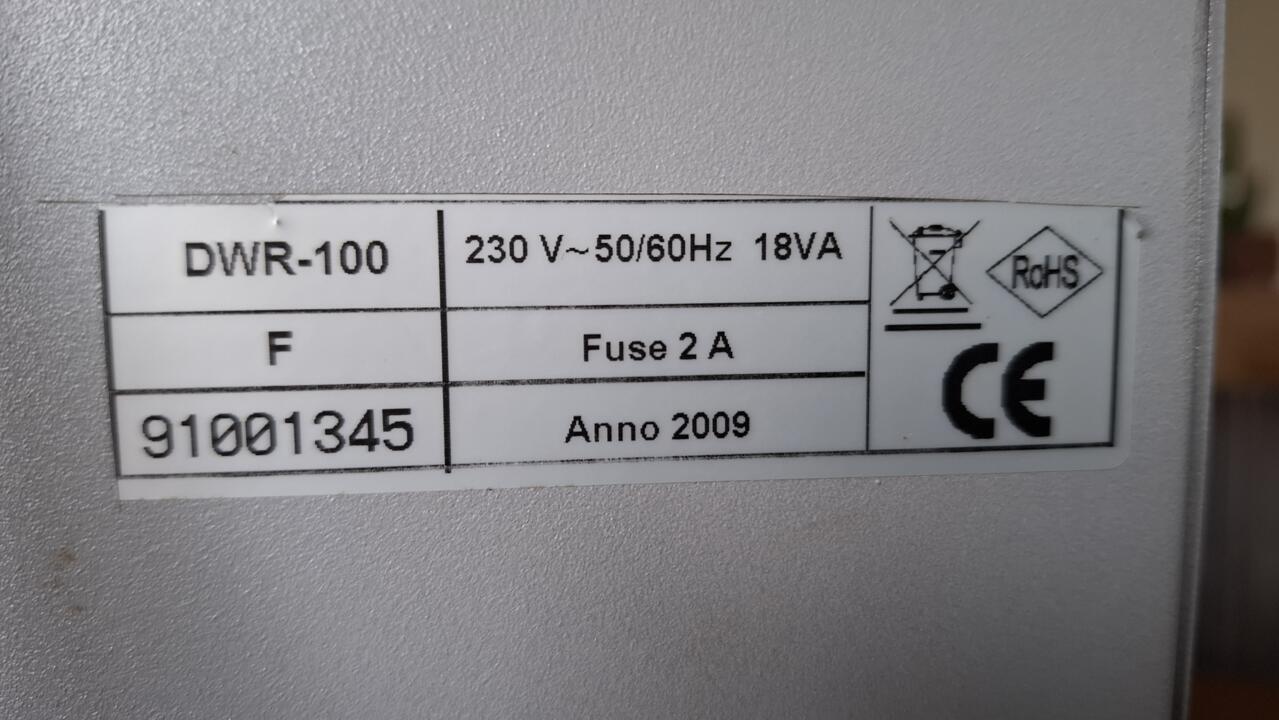 DWR-100
230 V~50/60Hz 18VA
F
Fuse 2 A
91001345
Anno 2009
RoHS
CE